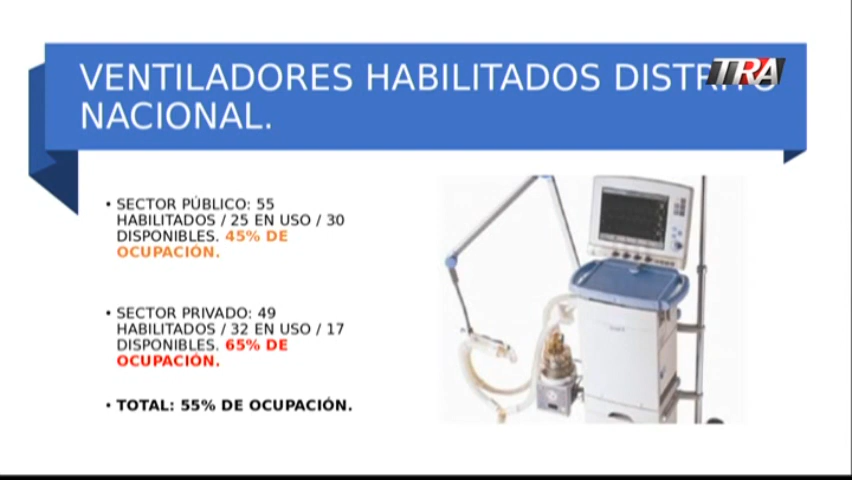 VENTILADORES HABILITADOS DISTRITO
TRA
NACIONAL.
• SECTOR PÚBLICO: 55
HABILITADOS / 25 EN USO / 30
DISPONIBLES. 45% DE
OCUPACIÓN.
• SECTOR PRIVADO: 49
HABILITADOS / 32 EN USO / 17
DISPONIBLES. 65% DE
OCUPACIÓN.
• TOTAL: 55% DE OCUPACIÓN.